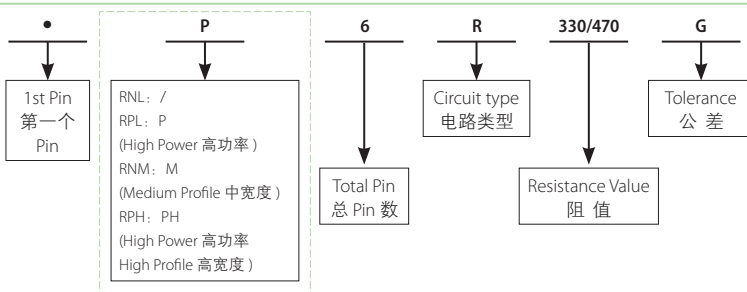 • P 6 R 330/470 G
1st Pin
第一个
Pin
RNL：/
RPL：P
(High Power 高功率 )
RNM：M
(Medium Profile 中宽度 )
RPH：PH
(High Power 高功率
High Profile 高宽度 )
Total Pin
总 Pin 数
Circuit type
电路类型
Resistance Value
阻 值
Tolerance
公 差